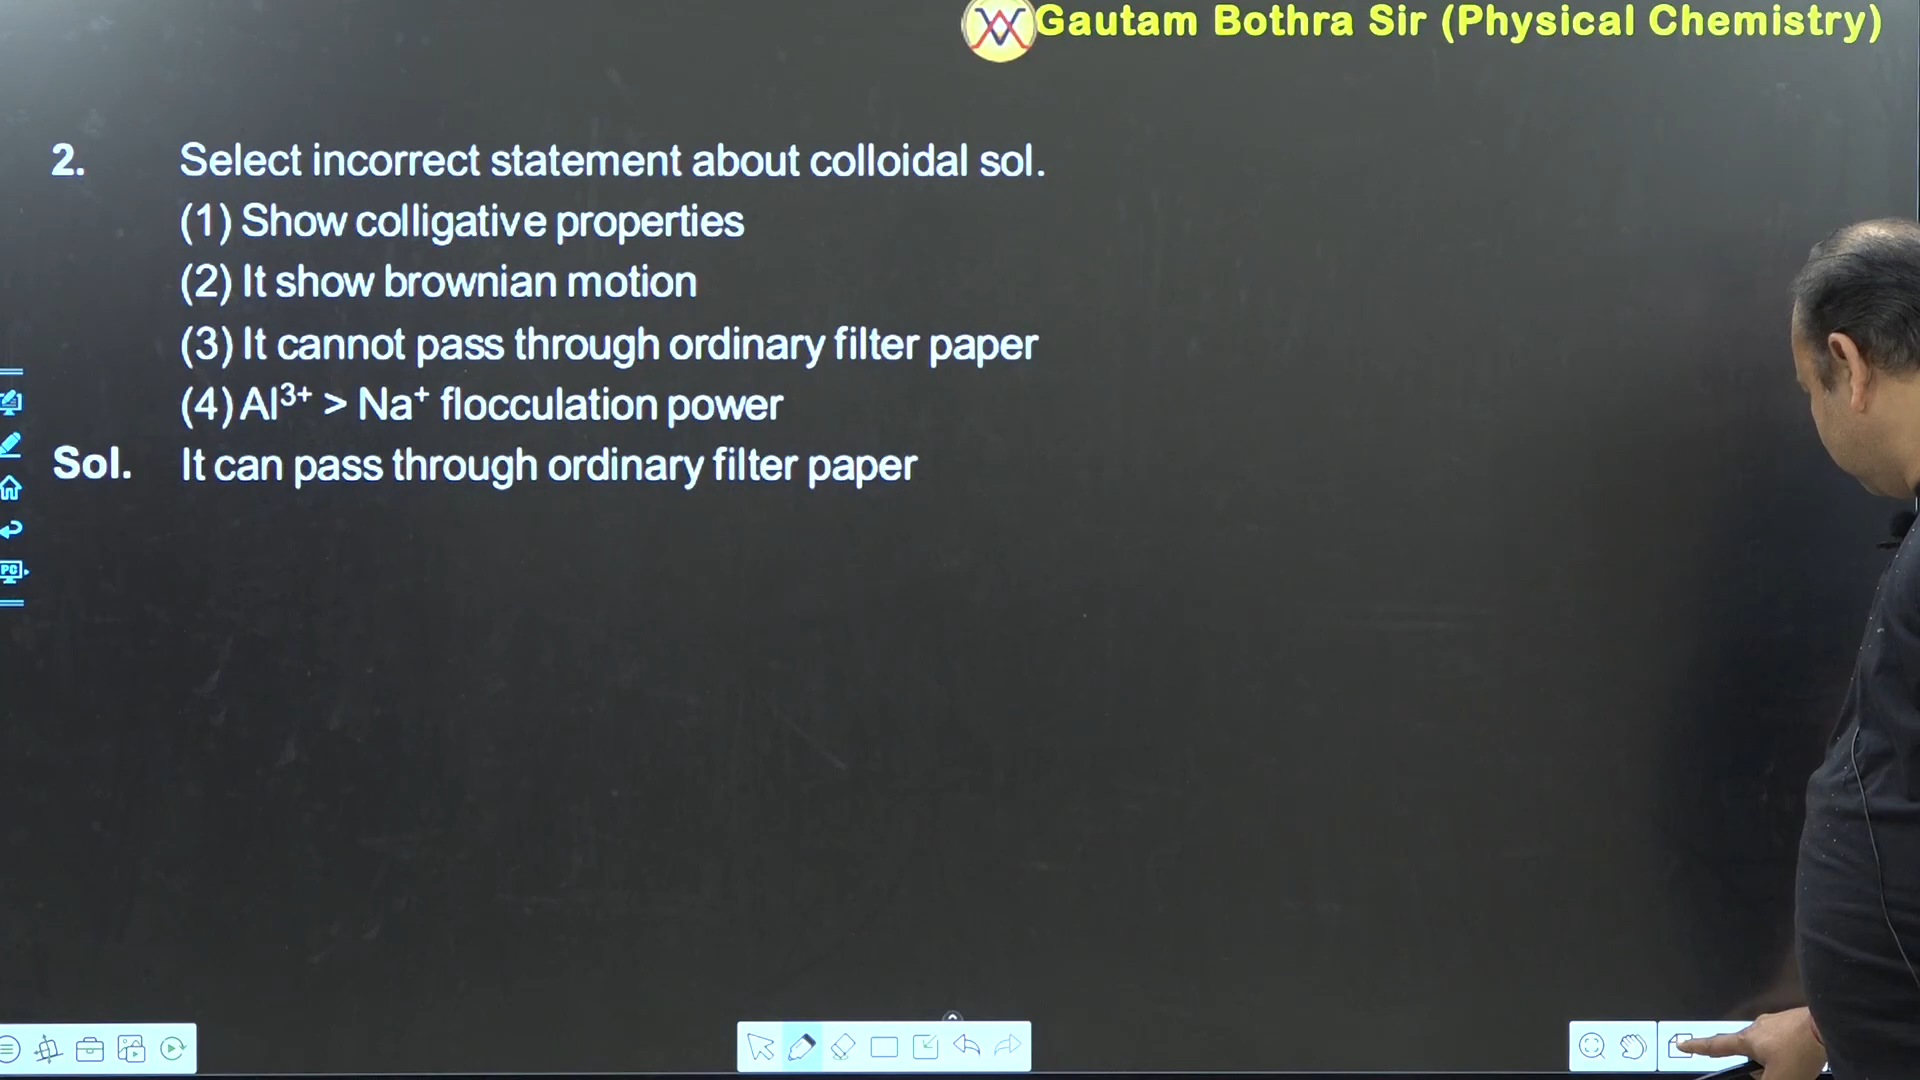 Gautam Bothra Sir (Physical Chemistry)
2. Select incorrect statement about colloidal sol.
(1) Show colligative properties
(2) It show brownian motion
(3) It cannot pass through ordinary filter paper
(4) Al³⁺ > Na⁺ flocculation power
Sol. It can pass through ordinary filter paper
PC